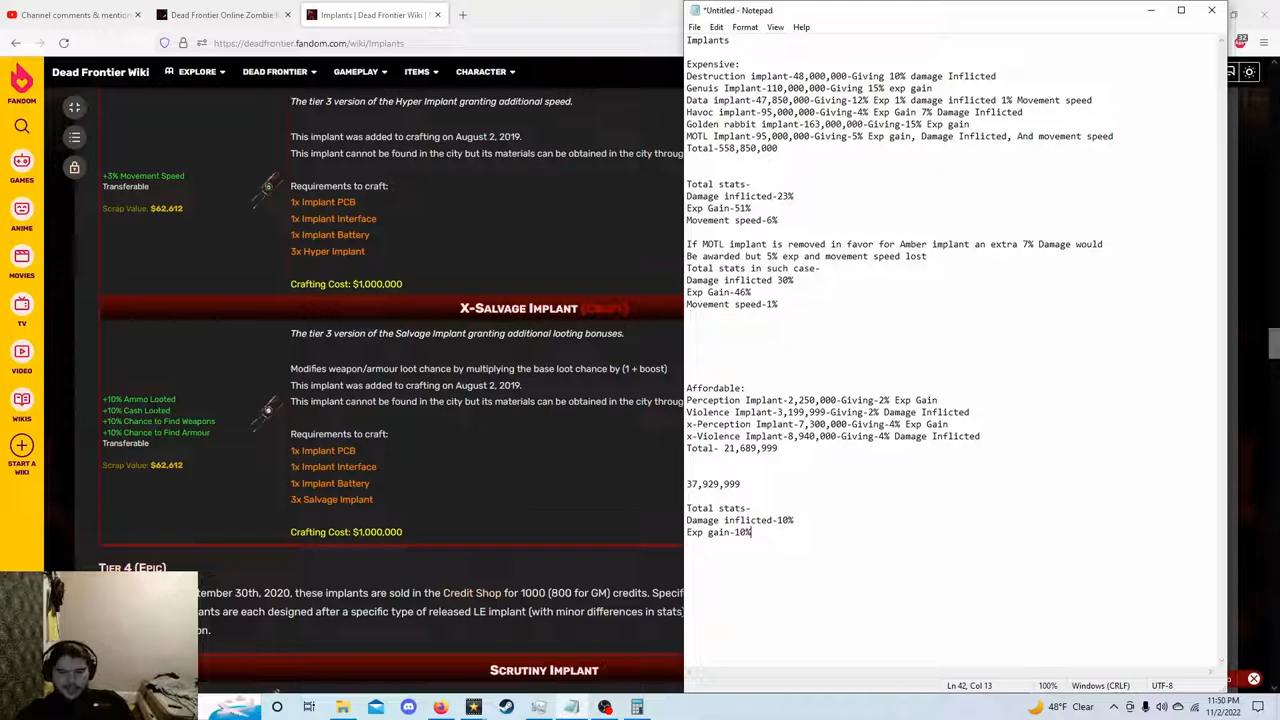 Comments & mentions
Dead Frontier Online Zombie
Implants | Dead Frontier Wiki
*Untitled - Notepad
File Edit Format View Help
https://deadfrontier.fandom.com/wiki/Implants
32
FANDOM
Dead Frontier Wiki
EXPLORE
DEAD FRONTIER
GAMEPLAY
ITEMS
CHARACTER
GAMES
ANIME
MOVIES
TV
VIDEO
WIKIS
START A
WIKI
The tier 3 version of the Hyper Implant granting additional speed.
This implant was added to crafting on August 2, 2019.
This implant cannot be found in the city but its materials can be obtained in the city throug
+3% Movement Speed
Transferable
Scrap Value: $62,612
Requirements to craft:
1x Implant PCB
1x Implant Interface
1x Implant Battery
3x Hyper Implant
Crafting Cost: $1,000,000
X-Salvage Implant
The tier 3 version of the Salvage Implant granting additional looting bonuses.
Modifies weapon/armour loot chance by multiplying the base loot chance by (1 + boost)
This implant was added to crafting on August 2, 2019.
This implant cannot be found in the city but its materials can be obtained in the city throug
+10% Ammo Looted
+10% Cash Looted
+10% Chance to Find Weapons
+10% Chance to Find Armour
Transferable
Scrap Value: $62,612
Requirements to craft:
1x Implant PCB
1x Implant Interface
1x Implant Battery
3x Salvage Implant
Crafting Cost: $1,000,000
Tier 4 (Epic)
tember 30th, 2020, these implants are sold in the Credit Shop for 1000 (800 for GM) credits. Specif
ants are each designed after a specific type of released LE implant (with minor differences in stats)
on.
Scrutiny Implant
Implants
Expensive:
Destruction implant-48,000,000-Giving 10% damage Inflicted
Genuis Implant-110,000,000-Giving 15% exp gain
Data implant-47,850,000-Giving-12% Exp 1% damage inflicted 1% Movement speed
Havoc implant-95,000,000-Giving-4% Exp Gain 7% Damage Inflicted
Golden rabbit implant-163,000,000-Giving-15% Exp gain
MOTL Implant-95,000,000-Giving-5% Exp gain, Damage Inflicted, And movement speed
Total-558,850,000
Total stats-
Damage inflicted-23%
Exp Gain-51%
Movement speed-6%
If MOTL implant is removed in favor for Amber implant an extra 7% Damage would
Be awarded but 5% exp and movement speed lost
Total stats in such case-
Damage inflicted 30%
Exp Gain-46%
Movement speed-1%
Affordable:
Perception Implant-2,250,000-Giving-2% Exp Gain
Violence Implant-3,199,999-Giving-2% Damage Inflicted
x-Perception Implant-7,300,000-Giving-4% Exp Gain
x-Violence Implant-8,940,000-Giving-4% Damage Inflicted
Total- 21,689,999
37,929,999
Total stats-
Damage inflicted-10%
Exp gain-10%
Ln 42, Col 13
100%
Windows (CRLF)
UTF-8
48°F Clear
11:50 PM
11/2/2022